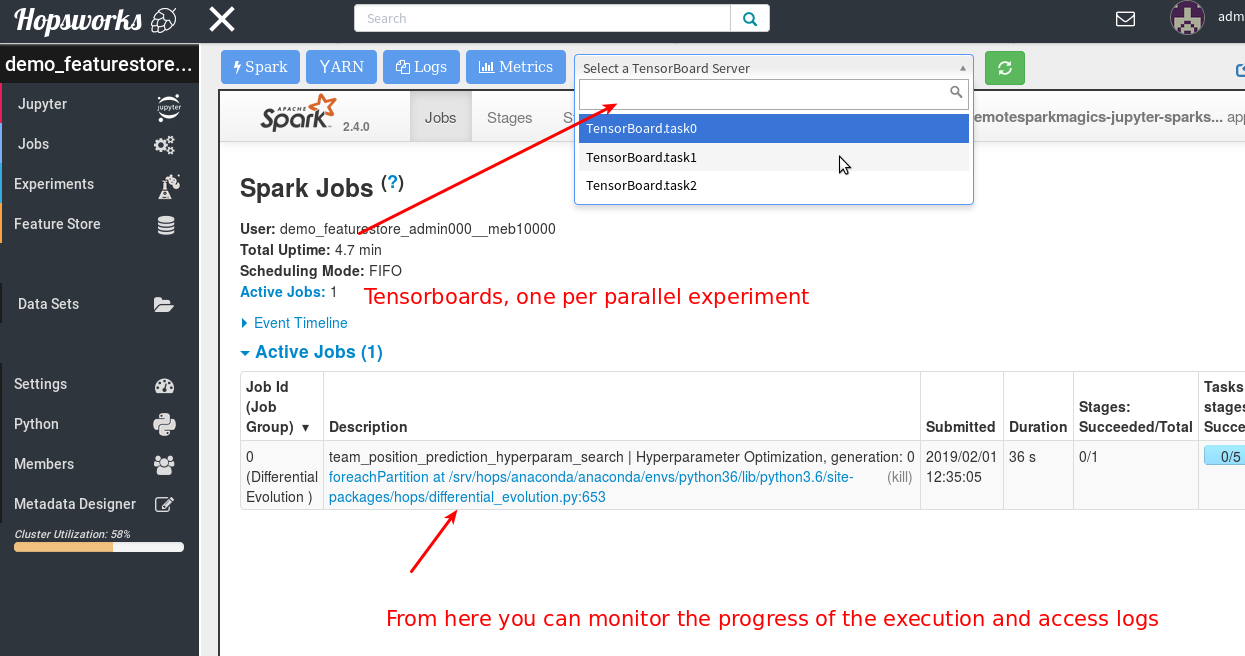 Hopsworks
Search
adm
demo_featurestore...
Spark
YARN
Logs
Metrics
Select a TensorBoard Server
TensorBoard.task0
TensorBoard.task1
TensorBoard.task2
Jupyter
jupyter
Jobs
Experiments
Feature Store
Data Sets
Settings
Python
Members
Metadata Designer
Cluster Utilization: 58%
APACHE
Spark 2.4.0
Jobs
Stages
S
emotesparkmagics-jupyter-sparks... app
Spark Jobs (?)
User: demo_featurestore_admin000__meb10000
Total Uptime: 4.7 min
Scheduling Mode: FIFO
Active Jobs: 1
Tensorboards, one per parallel experiment
Event Timeline
Active Jobs (1)
Job Id
(Job
Group) ▾
Description
Submitted
Duration
Stages:
Succeeded/Total
Tasks
stages
Succe
0
(Differential
Evolution )
team_position_prediction_hyperparam_search | Hyperparameter Optimization, generation: 0
foreachPartition at /srv/hops/anaconda/anaconda/envs/python36/lib/python3.6/site-
packages/hops/differential_evolution.py:653
(kill)
2019/02/01
12:35:05
36 s
0/1
0/5
From here you can monitor the progress of the execution and access logs